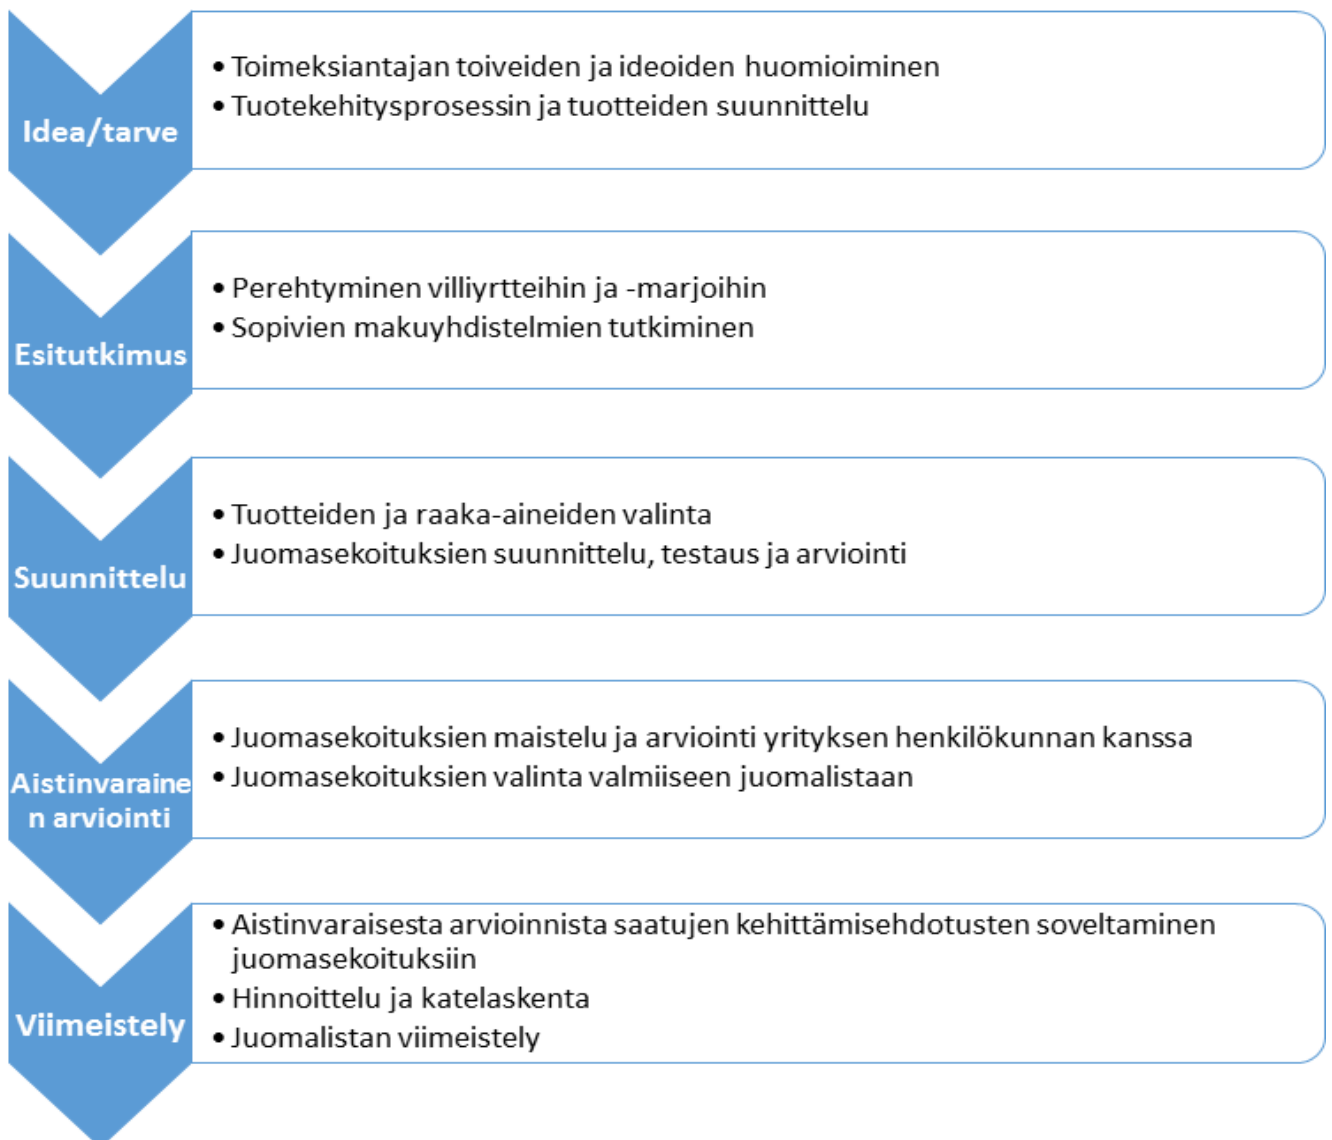 Idea/tarve
• Toimeksiantajan toiveiden ja ideoiden huomioiminen
• Tuotekehitysprosessin ja tuotteiden suunnittelu
Esitutkimus
• Perehtyminen villiyrtteihin ja -marjoihin
• Sopivien makuyhdistelmien tutkiminen
Suunnittelu
• Tuotteiden ja raaka-aineiden valinta
• Juomasekoituksien suunnittelu, testaus ja arviointi
Aistinvaraine
n arviointi
• Juomasekoituksien maistelu ja arviointi yrityksen henkilökunnan kanssa
• Juomasekoituksien valinta valmiiseen juomalistaan
Viimeistely
• Aistinvaraisesta arvioinnista saatujen kehittämisehdotusten soveltaminen
juomasekoituksiin
• Hinnoittelu ja katelaskenta
• Juomalistan viimeistely